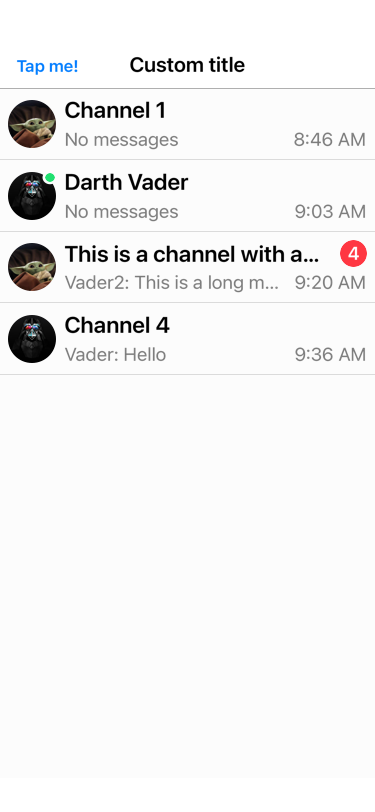 Tap me! Custom title
Channel 1
No messages 8:46 AM
Darth Vader
No messages 9:03 AM
This is a channel with a... 4
Vader2: This is a long m... 9:20 AM
Channel 4
Vader: Hello 9:36 AM